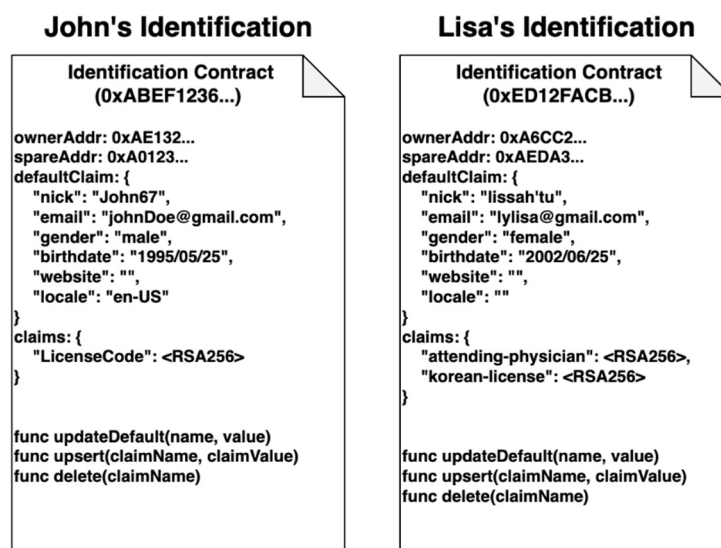 John's Identification
Identification Contract
(0xABEF1236...)
ownerAddr: 0xAE132...
spareAddr: 0xA0123...
defaultClaim: {
"nick": "John67",
"email": "johnDoe@gmail.com",
"gender": "male",
"birthdate": "1995/05/25",
"website": "",
"locale": "en-US"
}
claims: {
"LicenseCode": <RSA256>
}
func updateDefault(name, value)
func upsert(claimName, claimValue)
func delete(claimName)
Lisa's Identification
Identification Contract
(0xED12FACB...)
ownerAddr: 0xA6CC2...
spareAddr: 0xAEDA3...
defaultClaim: {
"nick": "lissah'tu",
"email": "lylisa@gmail.com",
"gender": "female",
"birthdate": "2002/06/25",
"website": "",
"locale": ""
}
claims: {
"attending-physician": <RSA256>,
"korean-license": <RSA256>
}
func updateDefault(name, value)
func upsert(claimName, claimValue)
func delete(claimName)